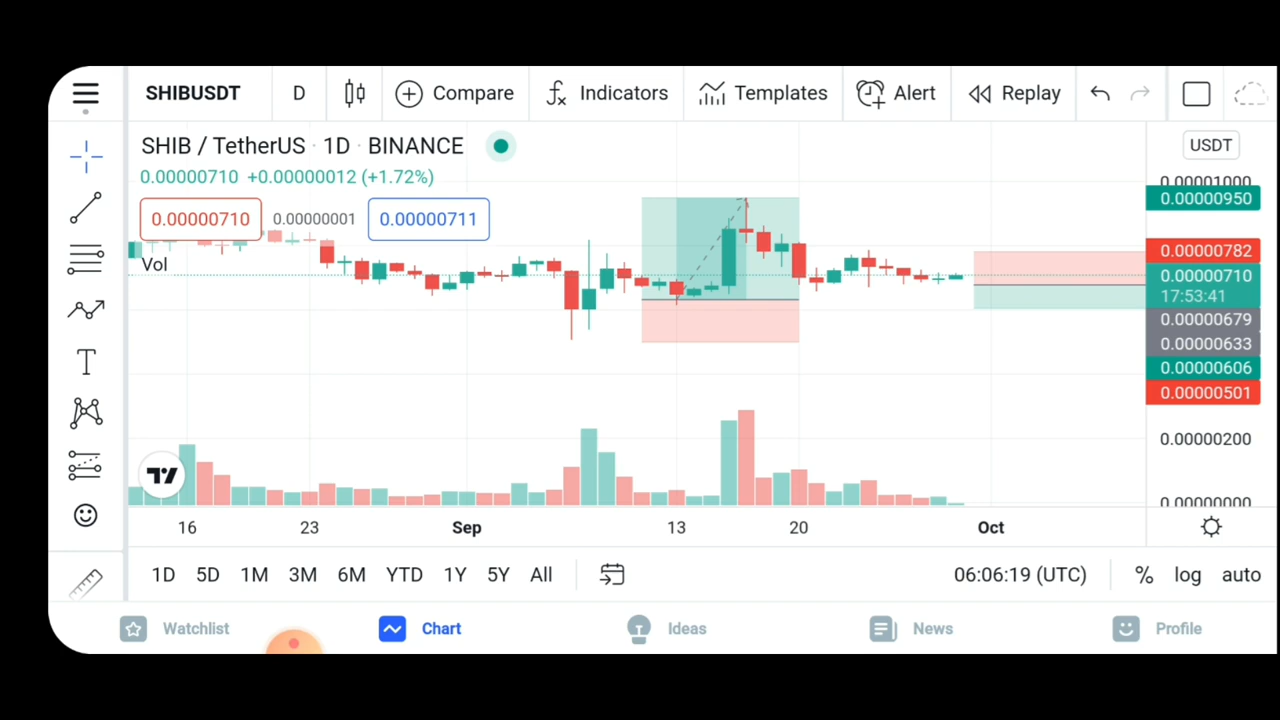 SHIBUSDT D Compare Indicators Templates Alert Replay
SHIB / TetherUS · 1D · BINANCE
USDT
0.00000710 +0.00000012 (+1.72%)
0.00000710 0.00000001 0.00000711
Vol
0.00001000
0.00000950
0.00000782
0.00000710
17:53:41
0.00000679
0.00000633
0.00000606
0.00000501
0.00000200
0.00000000
16 23 Sep 13 20 Oct
1D 5D 1M 3M 6M YTD 1Y 5Y All 06:06:19 (UTC) % log auto
Watchlist Chart Ideas News Profile